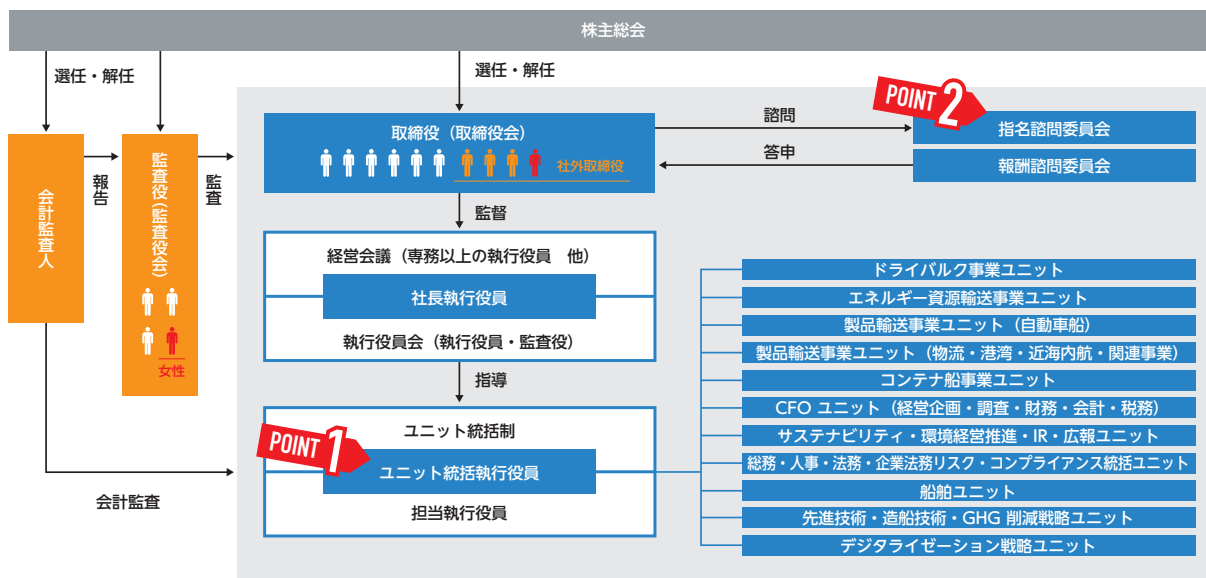 株主総会
選任・解任
選任・解任
POINT 2
取締役（取締役会）
社外取締役
諮問
答申
指名諮問委員会
報酬諮問委員会
会計監査人
報告
監査役（監査役会）
女性
監査
監督
経営会議（専務以上の執行役員　他）
社長執行役員
執行役員会（執行役員・監査役）
指導
POINT 1
ユニット統括制
ユニット統括執行役員
担当執行役員
会計監査
ドライバルク事業ユニット
エネルギー資源輸送事業ユニット
製品輸送事業ユニット（自動車船）
製品輸送事業ユニット（物流・港湾・近海内航・関連事業）
コンテナ船事業ユニット
CFO ユニット（経営企画・調査・財務・会計・税務）
サステナビリティ・環境経営推進・IR・広報ユニット
総務・人事・法務・企業法務リスク・コンプライアンス統括ユニット
船舶ユニット
先進技術・造船技術・GHG 削減戦略ユニット
デジタライゼーション戦略ユニット